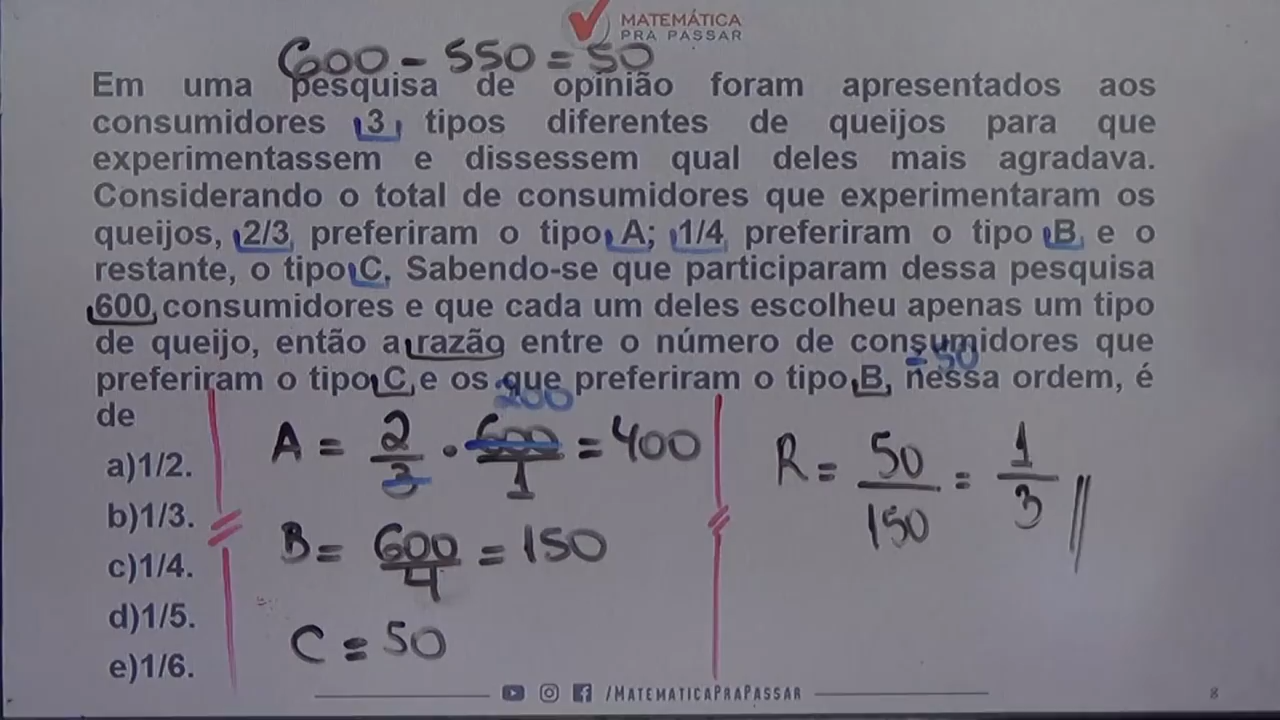 MATEMÁTICA
PRA PASSAR
600 - 550 = 50
Em uma pesquisa de opinião foram apresentados aos
consumidores 3 tipos diferentes de queijos para que
experimentassem e dissessem qual deles mais agradava.
Considerando o total de consumidores que experimentaram os
queijos, 2/3 preferiram o tipo A; 1/4 preferiram o tipo B e o
restante, o tipo C. Sabendo-se que participaram dessa pesquisa
600 consumidores e que cada um deles escolheu apenas um tipo
de queijo, então a razão entre o número de consumidores que
preferiram o tipo C e os que preferiram o tipo B, nessa ordem, é
de
a)1/2.
b)1/3.
c)1/4.
d)1/5.
e)1/6.
200
A = 2/3 · 600/1 = 400
B = 600/4 = 150
C = 50
÷50
R = 50/150 = 1/3
/MATEMATICAPRAPASSAR
8